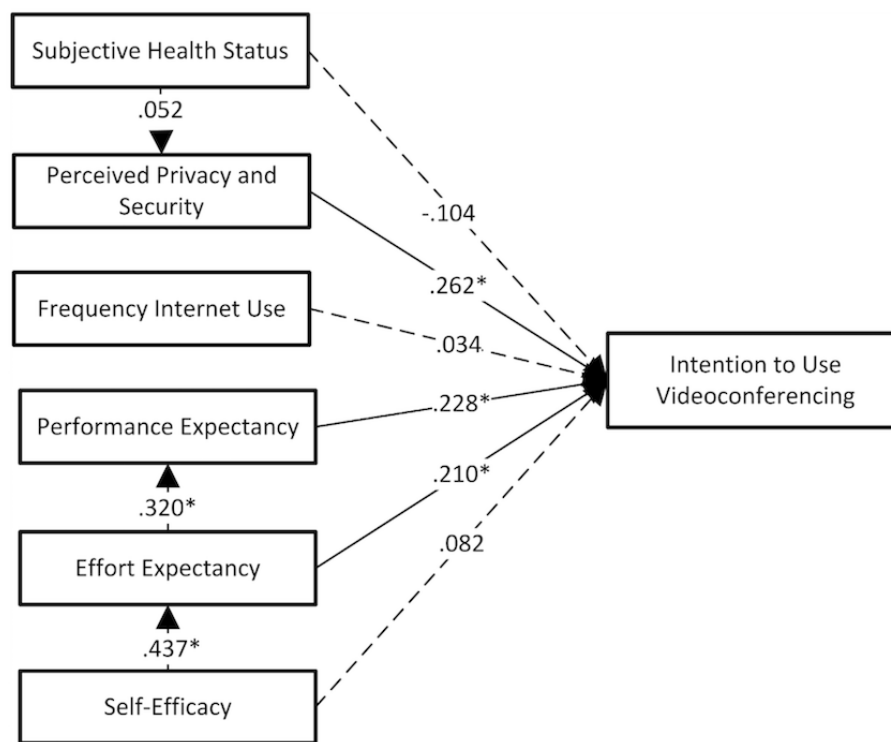 Subjective Health Status
.052
Perceived Privacy and
Security
-.104
.262*
Frequency Internet Use
.034
Intention to Use
Videoconferencing
Performance Expectancy
.228*
.320*
.210*
Effort Expectancy
.082
.437*
Self-Efficacy